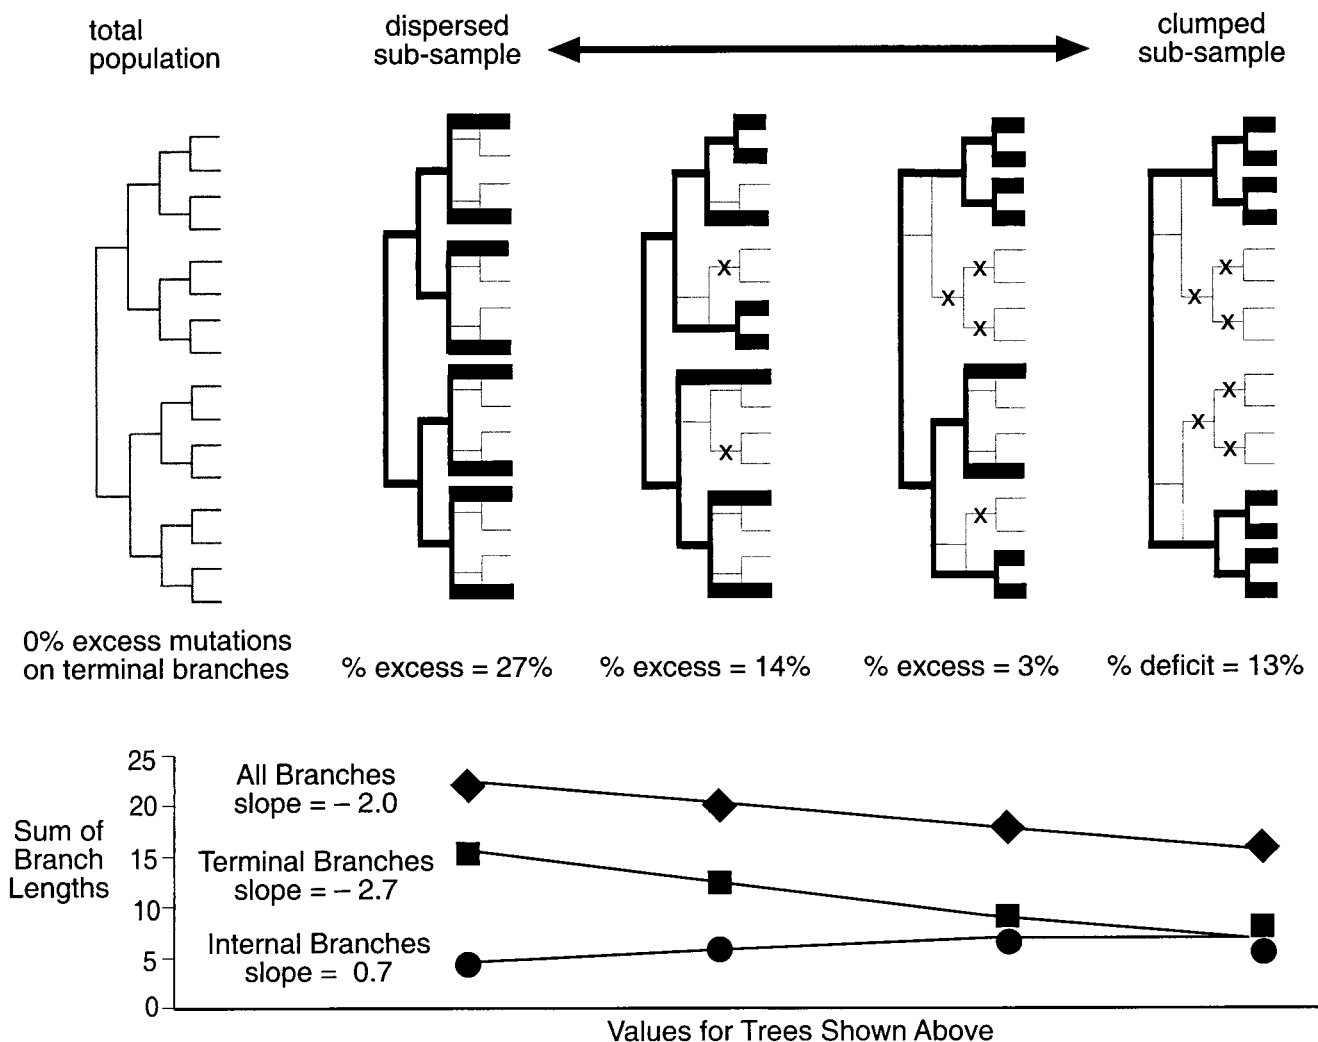 total
population
dispersed
sub-sample
clumped
sub-sample
x
x
x
x
x
x
x
x
x
x
x
x
0% excess mutations
on terminal branches
% excess = 27%
% excess = 14%
% excess = 3%
% deficit = 13%
25
20
15
10
5
0
Sum of
Branch
Lengths
All Branches
slope = – 2.0
Terminal Branches
slope = – 2.7
Internal Branches
slope = 0.7
Values for Trees Shown Above